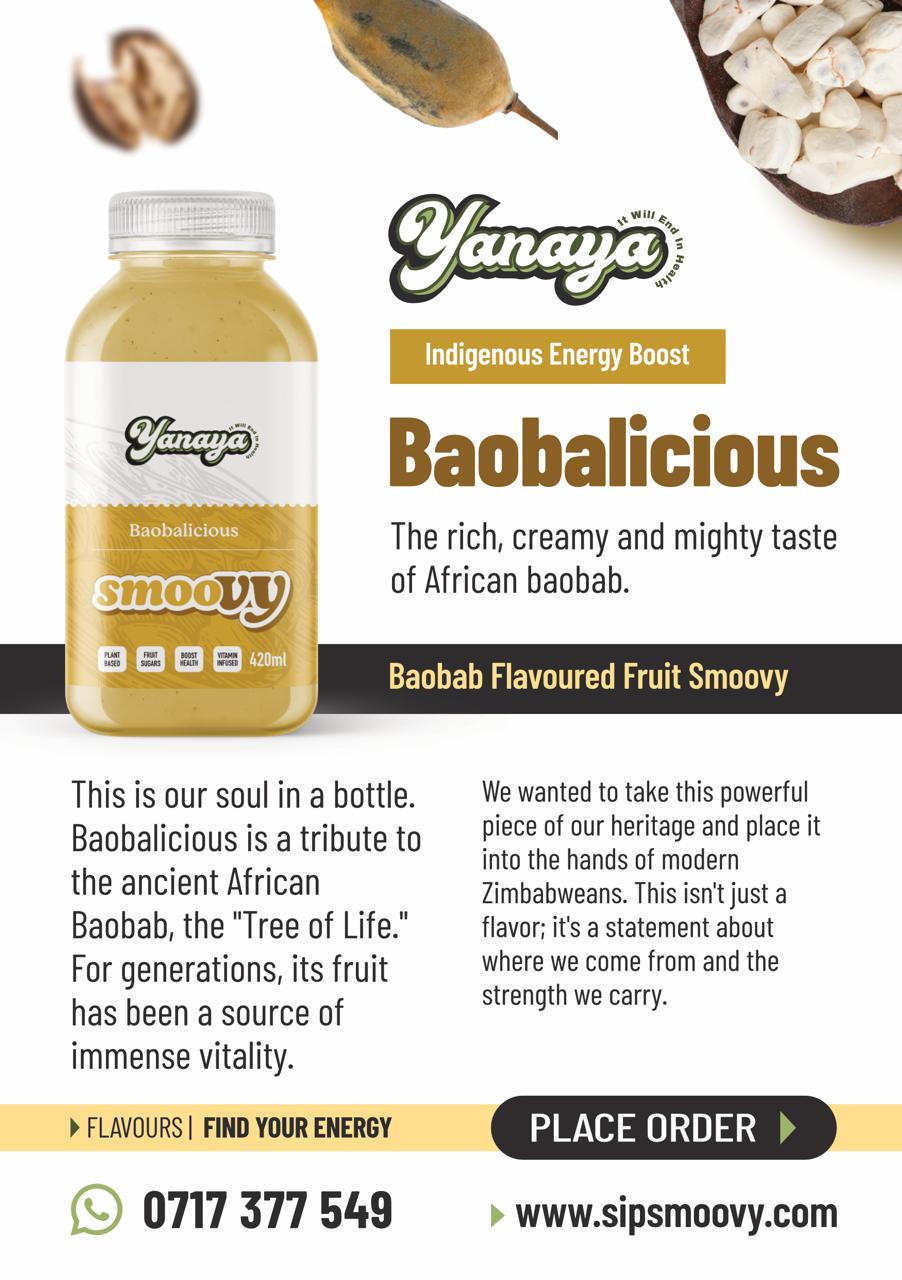 Yanaya
It Will End In Health
Indigenous Energy Boost
Baobalicious
The rich, creamy and mighty taste
of African baobab.
Yanaya
It Will End In Health
Baobalicious
smoovy
PLANT
BASED
FRUIT
SUGARS
BOOST
HEALTH
VITAMIN
INFUSED
420ml
Baobab Flavoured Fruit Smoovy
This is our soul in a bottle.
Baobalicious is a tribute to
the ancient African
Baobab, the "Tree of Life."
For generations, its fruit
has been a source of
immense vitality.
We wanted to take this powerful
piece of our heritage and place it
into the hands of modern
Zimbabweans. This isn't just a
flavor; it's a statement about
where we come from and the
strength we carry.
FLAVOURS | FIND YOUR ENERGY
PLACE ORDER
0717 377 549
www.sipsmoovy.com